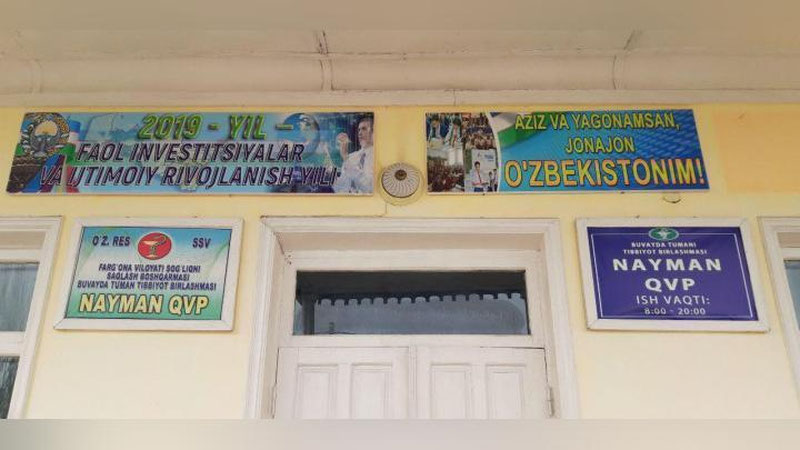 2019 - YIL -
FAOL INVESTITSIYALAR
VA IJTIMOIY RIVOJLANISH YILI
AZIZ VA YAGONAMSAN,
JONAJON
O'ZBEKISTONIM!
O'Z. RES SSV
FARG'ONA VILOYATI SOG'LIQNI
SAQLASH BOSHQARMASI
BUVAYDA TUMAN TIBBIYOT BIRLASHMASI
NAYMAN QVP
BUVAYDA TUMANI
TIBBIYOT BIRLASHMASI
NAYMAN
QVP
ISH VAQTI:
8:00 - 20:00